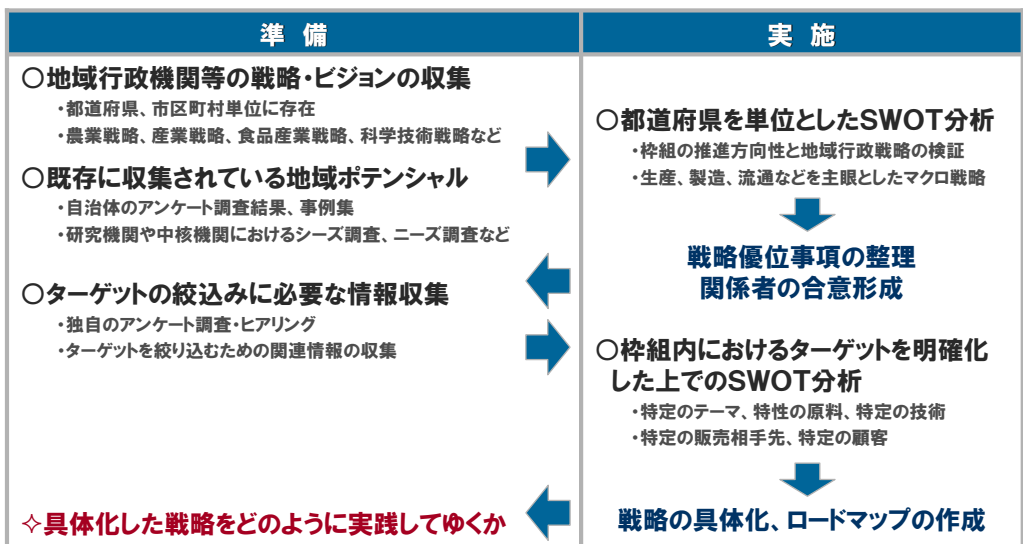 準 備
○地域行政機関等の戦略・ビジョンの収集
・都道府県、市区町村単位に存在
・農業戦略、産業戦略、食品産業戦略、科学技術戦略など
○既存に収集されている地域ポテンシャル
・自治体のアンケート調査結果、事例集
・研究機関や中核機関におけるシーズ調査、ニーズ調査など
○ターゲットの絞込みに必要な情報収集
・独自のアンケート調査・ヒアリング
・ターゲットを絞り込むための関連情報の収集
✧具体化した戦略をどのように実践してゆくか
実 施
○都道府県を単位としたSWOT分析
・枠組の推進方向性と地域行政戦略の検証
・生産、製造、流通などを主眼としたマクロ戦略
戦略優位事項の整理
関係者の合意形成
○枠組内におけるターゲットを明確化
した上でのSWOT分析
・特定のテーマ、特性の原料、特定の技術
・特定の販売相手先、特定の顧客
戦略の具体化、ロードマップの作成